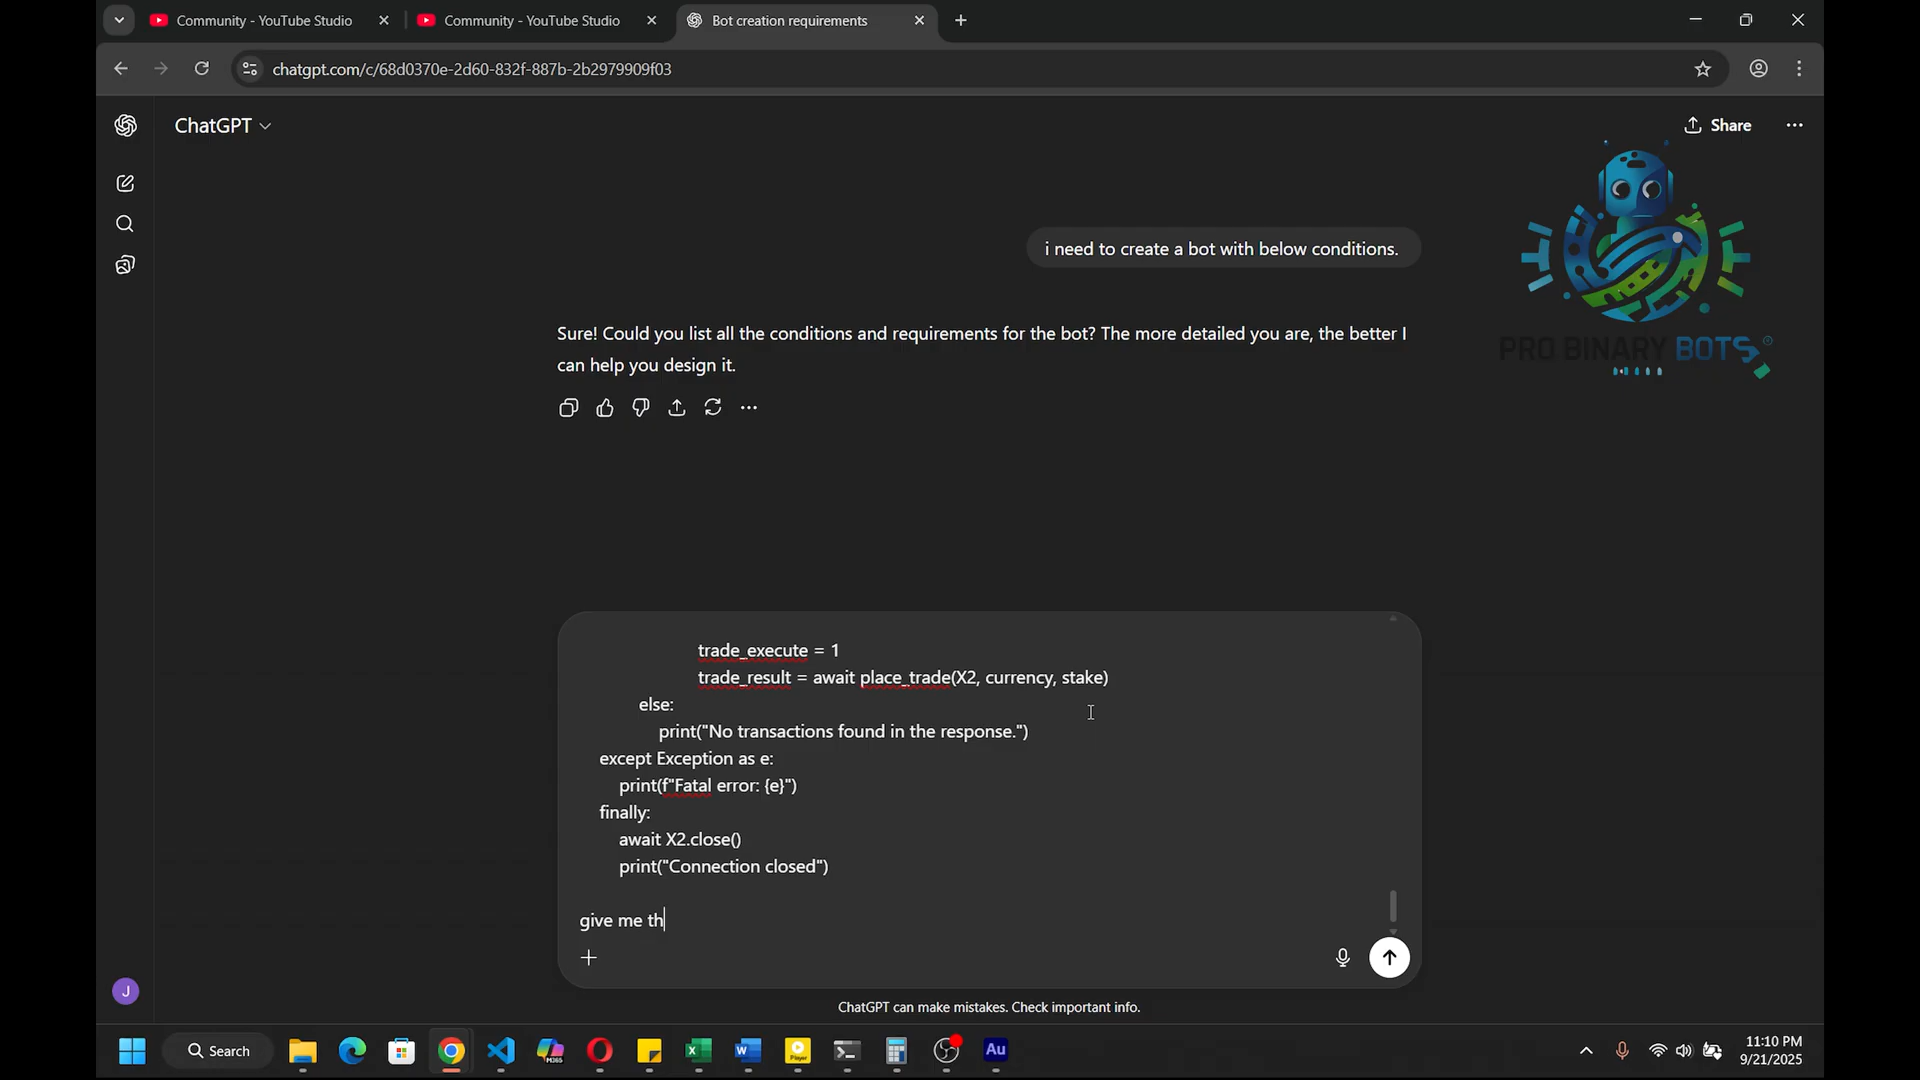 Community - YouTube Studio
Community - YouTube Studio
Bot creation requirements
chatgpt.com/c/68d0370e-2d60-832f-887b-2b2979909f03
ChatGPT
Share
i need to create a bot with below conditions.
Sure! Could you list all the conditions and requirements for the bot? The more detailed you are, the better I
can help you design it.
PRO BINARY BOTS
trade_execute = 1
trade_result = await place_trade(X2, currency, stake)
else:
print("No transactions found in the response.")
except Exception as e:
print(f"Fatal error: {e}")
finally:
await X2.close()
print("Connection closed")
give me th
J
ChatGPT can make mistakes. Check important info.
Search
M365
Player
Au
11:10 PM
9/21/2025